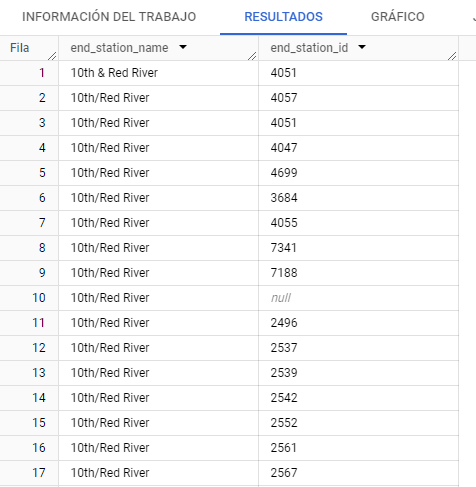 INFORMACIÓN DEL TRABAJO RESULTADOS GRÁFICO
Fila end_station_name end_station_id
1 10th & Red River 4051
2 10th/Red River 4057
3 10th/Red River 4051
4 10th/Red River 4047
5 10th/Red River 4699
6 10th/Red River 3684
7 10th/Red River 4055
8 10th/Red River 7341
9 10th/Red River 7188
10 10th/Red River null
11 10th/Red River 2496
12 10th/Red River 2537
13 10th/Red River 2539
14 10th/Red River 2542
15 10th/Red River 2552
16 10th/Red River 2561
17 10th/Red River 2567